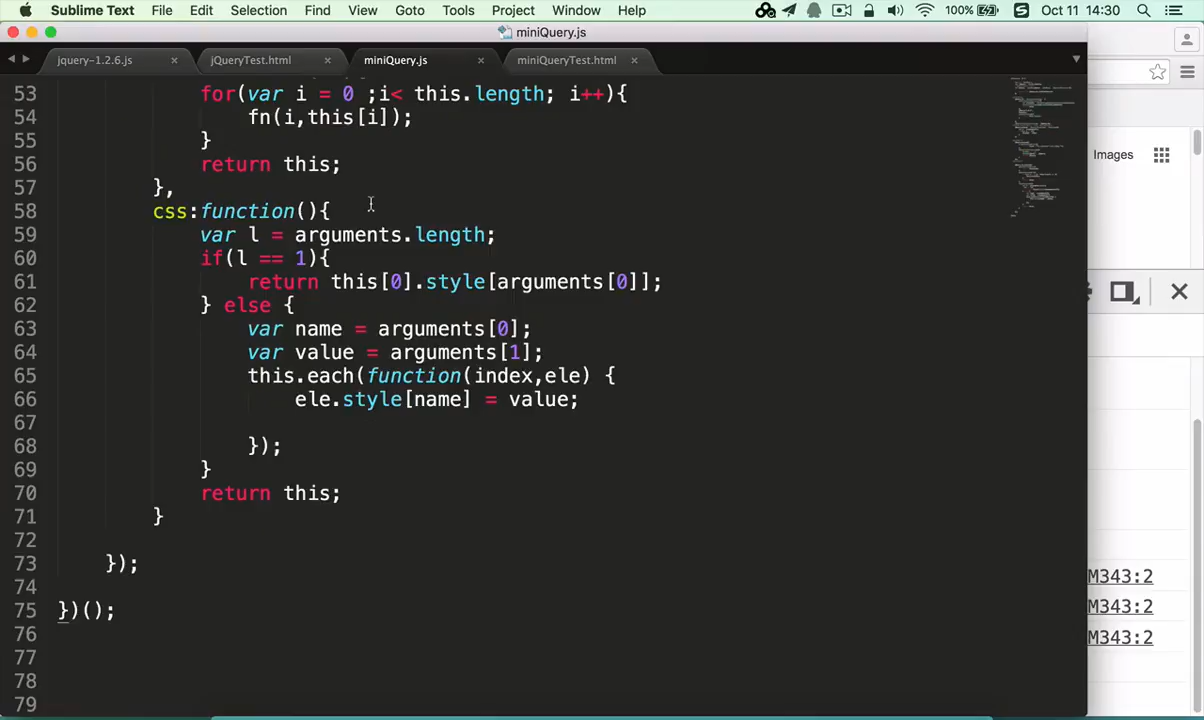 Sublime Text File Edit Selection Find View Goto Tools Project Window Help 100% Oct 11 14:30
miniQuery.js
jquery-1.2.6.js jQueryTest.html miniQuery.js miniQueryTest.html
53 for(var i = 0 ;i< this.length; i++){
54 fn(i,this[i]);
55 }
56 return this;
57 },
58 css:function(){
59 var l = arguments.length;
60 if(l == 1){
61 return this[0].style[arguments[0]];
62 } else {
63 var name = arguments[0];
64 var value = arguments[1];
65 this.each(function(index,ele) {
66 ele.style[name] = value;
67
68 });
69 }
70 return this;
71 }
72
73 });
74
75 })();
76
77
78
79
Images
M343:2
M343:2
M343:2